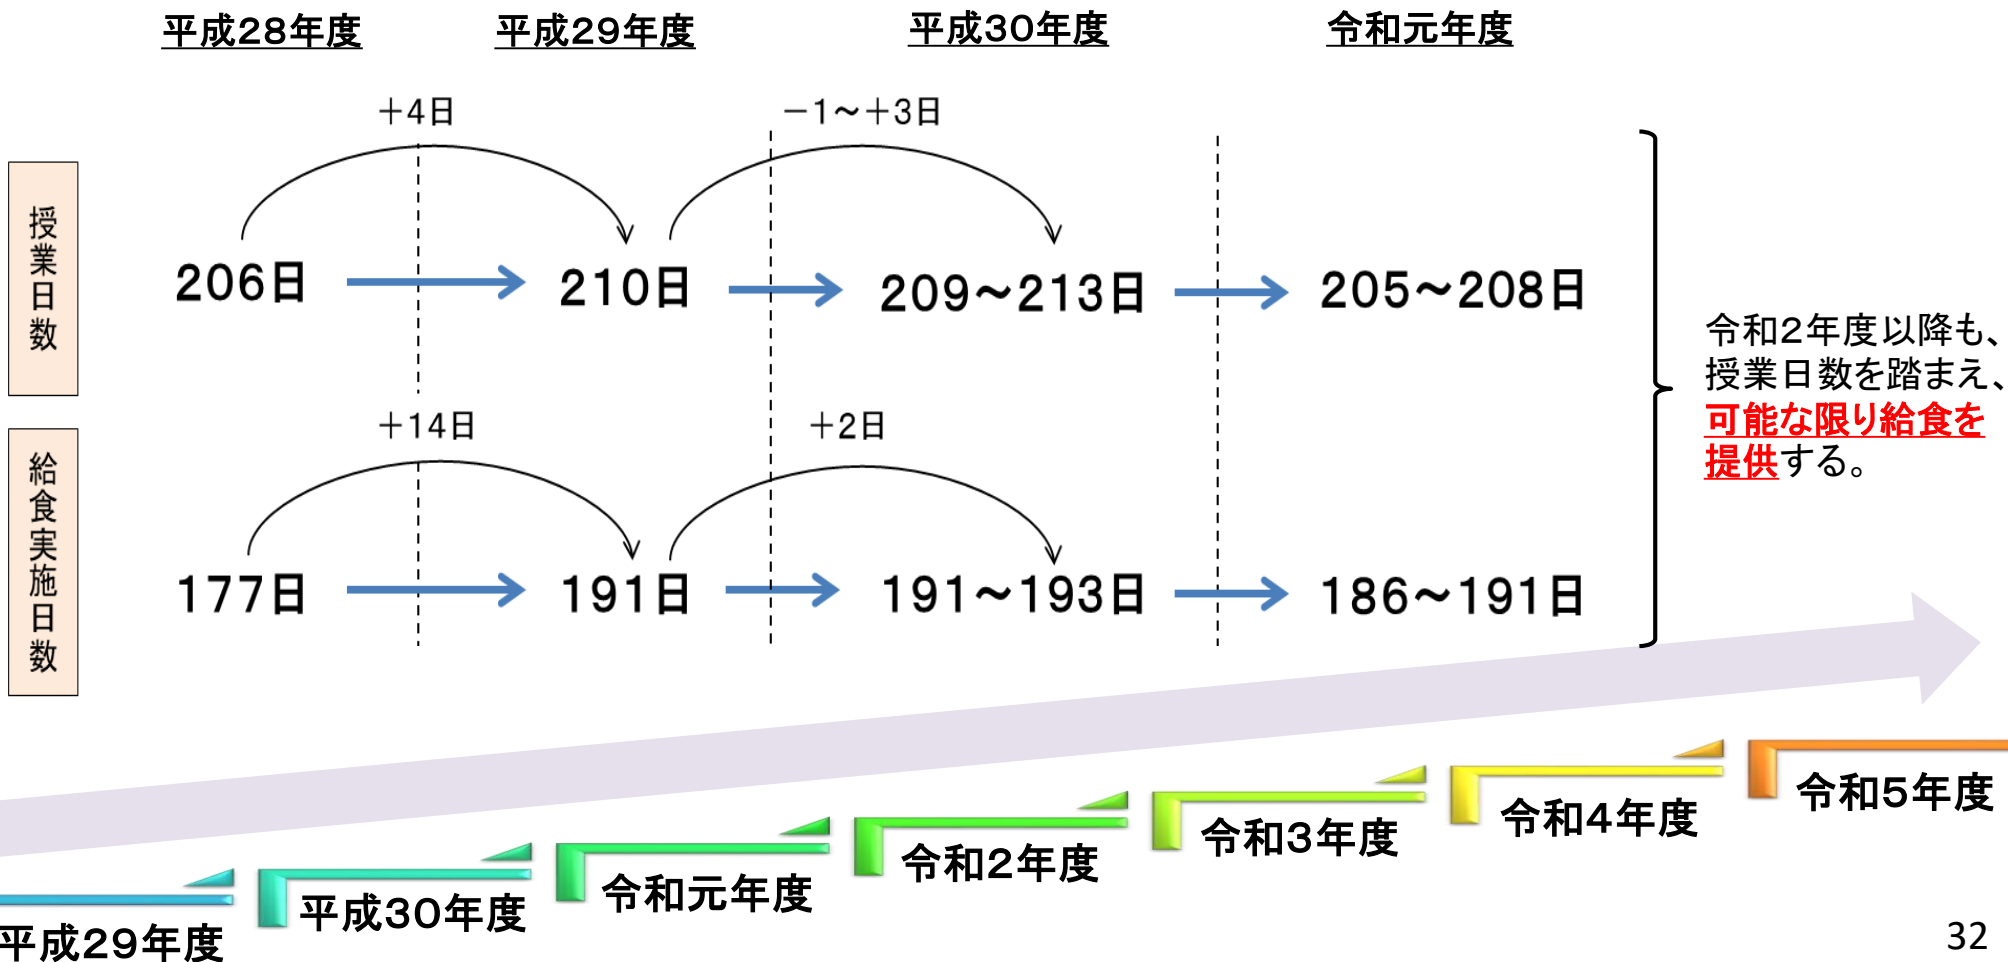 平成28年度
平成29年度
平成30年度
令和元年度
+4日
-1~+3日
授業日数
206日
210日
209~213日
205~208日
令和2年度以降も、
授業日数を踏まえ、
可能な限り給食を
提供する。
+14日
+2日
給食実施日数
177日
191日
191~193日
186~191日
平成29年度
平成30年度
令和元年度
令和2年度
令和3年度
令和4年度
令和5年度
32